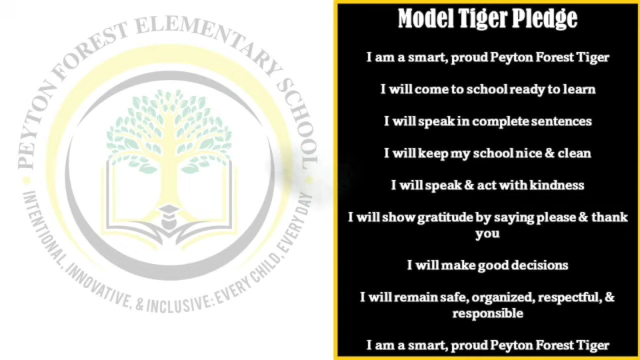 PEYTON FOREST ELEMENTARY SCHOOL
INTENTIONAL, INNOVATIVE, & INCLUSIVE: EVERY CHILD, EVERY DAY
Model Tiger Pledge
I am a smart, proud Peyton Forest Tiger
I will come to school ready to learn
I will speak in complete sentences
I will keep my school nice & clean
I will speak & act with kindness
I will show gratitude by saying please & thank
you
I will make good decisions
I will remain safe, organized, respectful, &
responsible
I am a smart, proud Peyton Forest Tiger